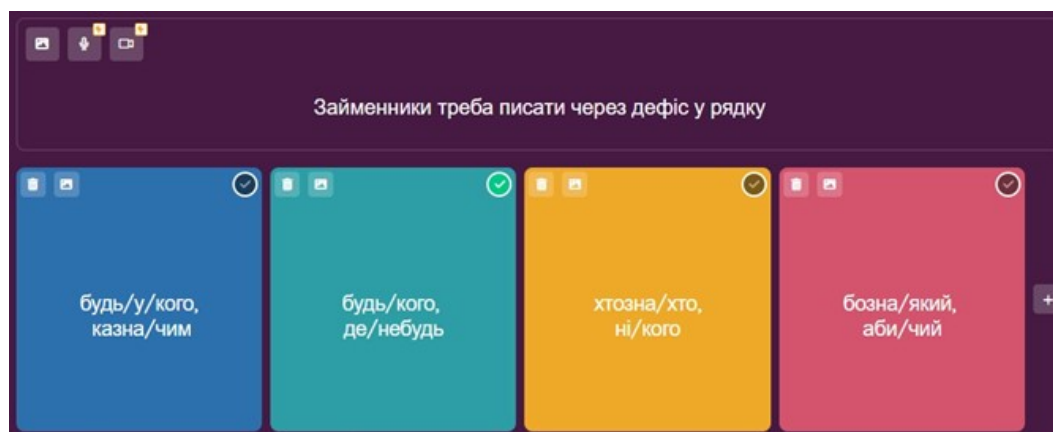 Займенники треба писати через дефіс у рядку
будь/у/кого,
казна/чим
будь/кого,
де/небудь
хтозна/хто,
ні/кого
бозна/який,
аби/чий
+